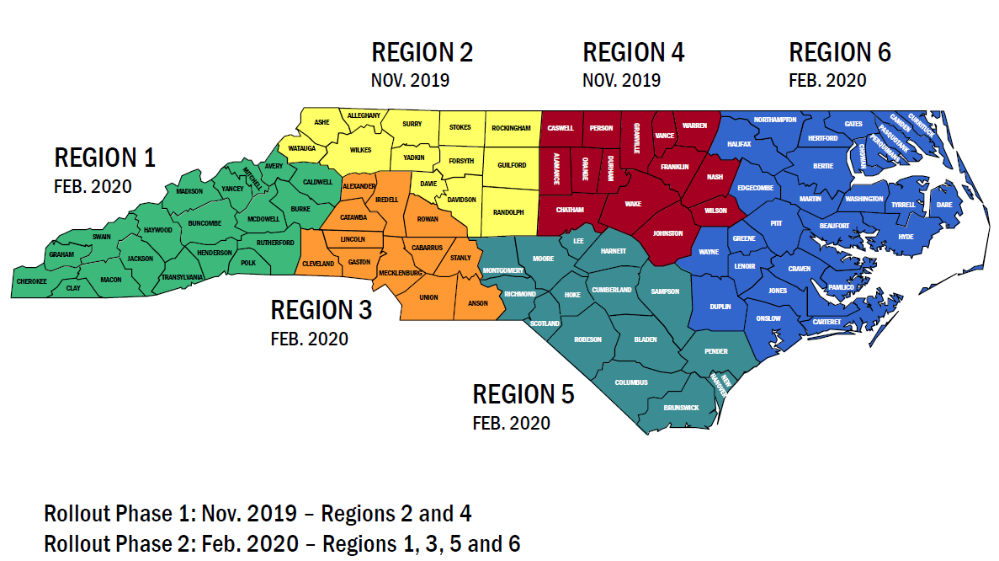 REGION 2
NOV. 2019
REGION 4
NOV. 2019
REGION 6
FEB. 2020
REGION 1
FEB. 2020
REGION 3
FEB. 2020
REGION 5
FEB. 2020
ASHE
ALLEGHANY
SURRY
STOKES
ROCKINGHAM
WATAUGA
WILKES
YADKIN
FORSYTH
GUILFORD
DAVIE
DAVIDSON
RANDOLPH
CASWELL
PERSON
GRANVILLE
VANCE
WARREN
ALAMANCE
ORANGE
DURHAM
FRANKLIN
NASH
CHATHAM
WAKE
WILSON
JOHNSTON
NORTHAMPTON
GATES
CAMDEN
CURRITUCK
PASQUOTANK
PERQUIMANS
HERTFORD
HALIFAX
CHOWAN
BERTIE
EDGECOMBE
MARTIN
WASHINGTON
TYRRELL
DARE
PITT
BEAUFORT
HYDE
GREENE
WAYNE
LENOIR
CRAVEN
PAMLICO
JONES
DUPLIN
ONSLOW
CARTERET
AVERY
MITCHELL
CALDWELL
YANCEY
MADISON
BURKE
MCDOWELL
BUNCOMBE
HAYWOOD
SWAIN
RUTHERFORD
GRAHAM
JACKSON
HENDERSON
POLK
TRANSYLVANIA
MACON
CHEROKEE
CLAY
ALEXANDER
IREDELL
CATAWBA
ROWAN
LINCOLN
CABARRUS
STANLY
CLEVELAND
GASTON
MECKLENBURG
UNION
ANSON
LEE
HARNETT
MOORE
MONTGOMERY
RICHMOND
HOKE
CUMBERLAND
SAMPSON
SCOTLAND
ROBESON
BLADEN
PENDER
COLUMBUS
NEW
HANOVER
BRUNSWICK
Rollout Phase 1: Nov. 2019 – Regions 2 and 4
Rollout Phase 2: Feb. 2020 – Regions 1, 3, 5 and 6